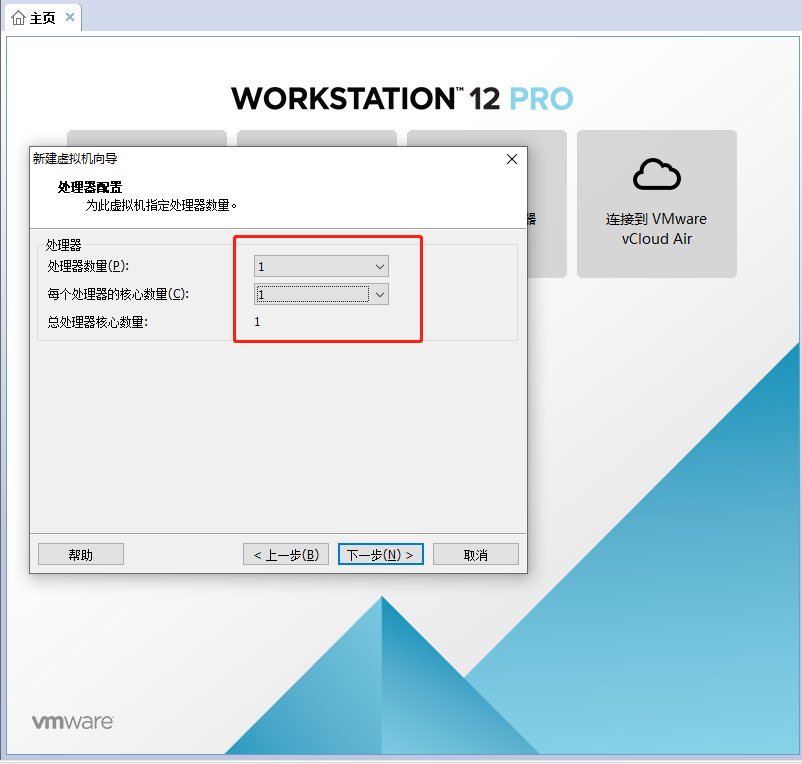 主页
WORKSTATION™ 12 PRO
新建虚拟机向导
处理器配置
为此虚拟机指定处理器数量。
处理器
处理器数量(P):
1
每个处理器的核心数量(C):
1
总处理器核心数量:
1
器
连接到 VMware
vCloud Air
帮助
< 上一步(B)
下一步(N) >
取消
vmware